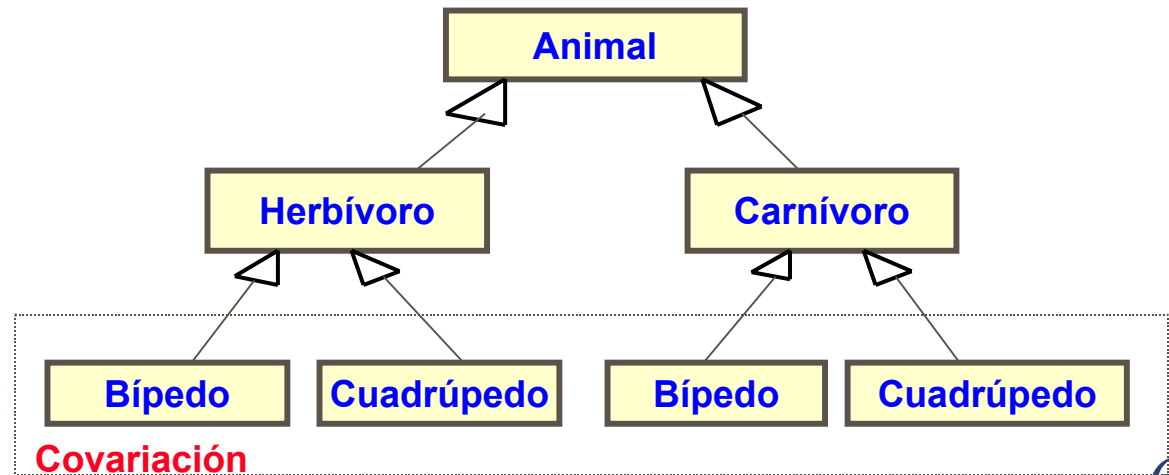 Animal
Herbívoro
Carnívoro
Bípedo
Cuadrúpedo
Bípedo
Cuadrúpedo
Covariación